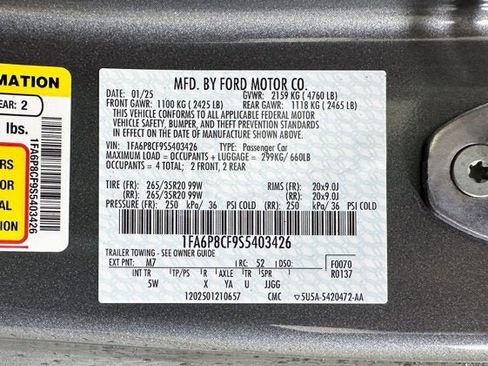 RMATION
EAR: 2
lbs.
1FA6P8CF9S5403426
ERS
OR
ING
MFD. BY FORD MOTOR CO.
01/25 GVWR: 2159 KG ( 4760 LB)
FRONT GAWR: 1100 KG ( 2425 LB) REAR GAWR: 1118 KG ( 2465 LB)
THIS VEHICLE CONFORMS TO ALL APPLICABLE FEDERAL MOTOR
VEHICLE SAFETY, BUMPER, AND THEFT PREVENTION STANDARDS
IN EFFECT ON THE DATE OF MANUFACTURE SHOWN ABOVE.
VIN: 1FA6P8CF9S5403426 TYPE: Passenger Car
MAXIMUM LOAD = OCCUPANTS + LUGGAGE = 299KG/660LB
OCCUPANTS = 4 TOTAL; 2 FRONT, 2 REAR
TIRE (FR): 265/35R20 99W RIMS (FR): 20x9.0J
(RR): 265/35R20 99W (RR): 20x9.0J
PRESSURE (FR): 250 kPa/ 36 PSI COLD (RR): 250 kPa/ 36 PSI COLD
1FA6P8CF9S5403426
TRAILER TOWING - SEE OWNER GUIDE
EXT PNT: M7 RC: 52 DSO: F0070
INT TR TP/PS R AXLE TR SPR R0137
5W X YA U JJGG
1202501210657 CMC 5U5A-5420472-AA